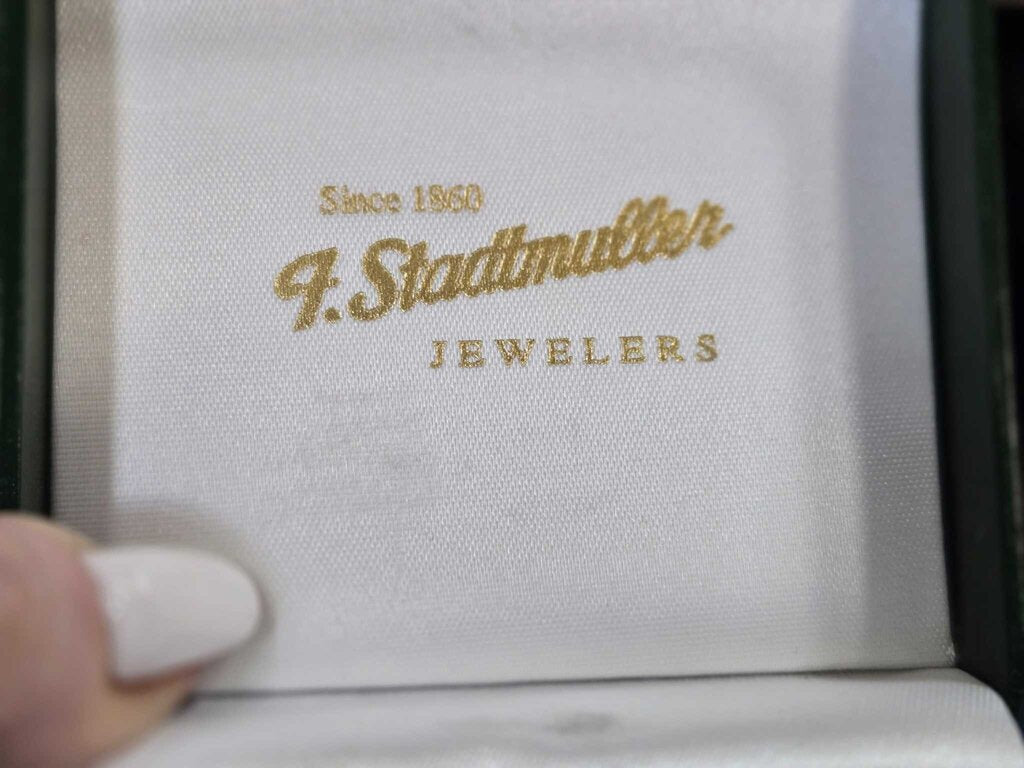 Since 1860
F. Stadtmuller
JEWELERS